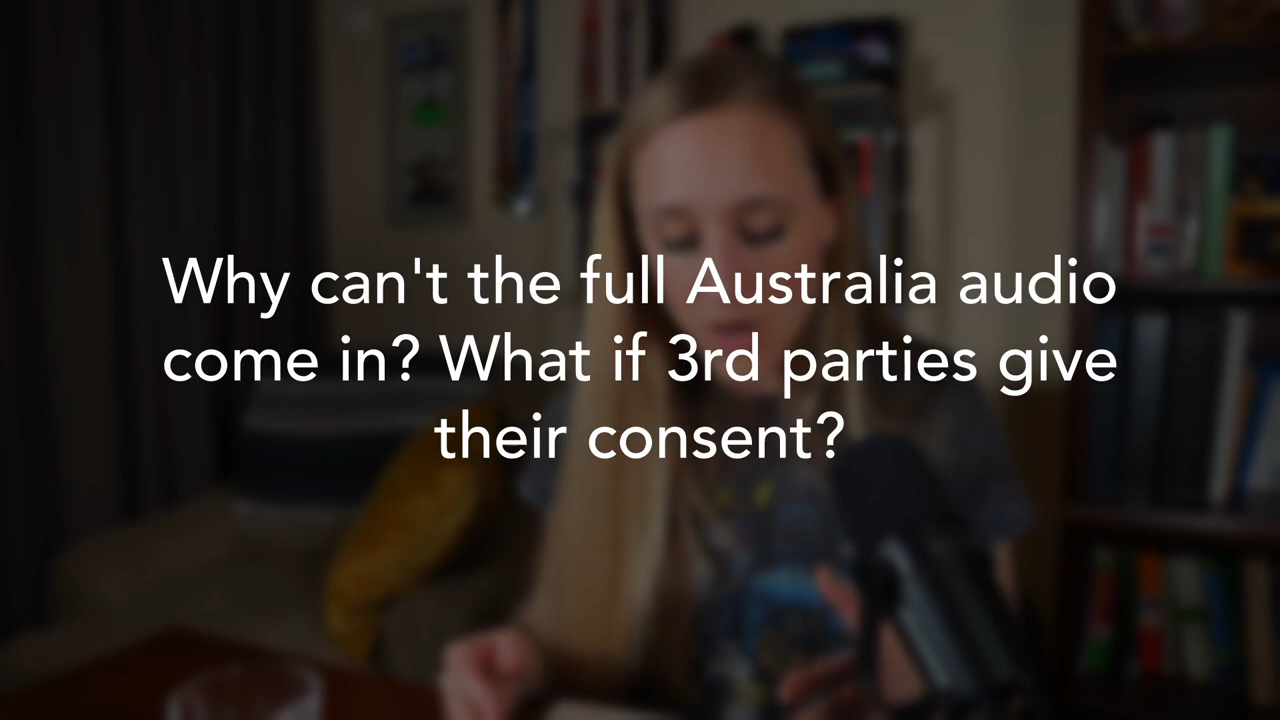 Why can't the full Australia audio
come in? What if 3rd parties give
their consent?